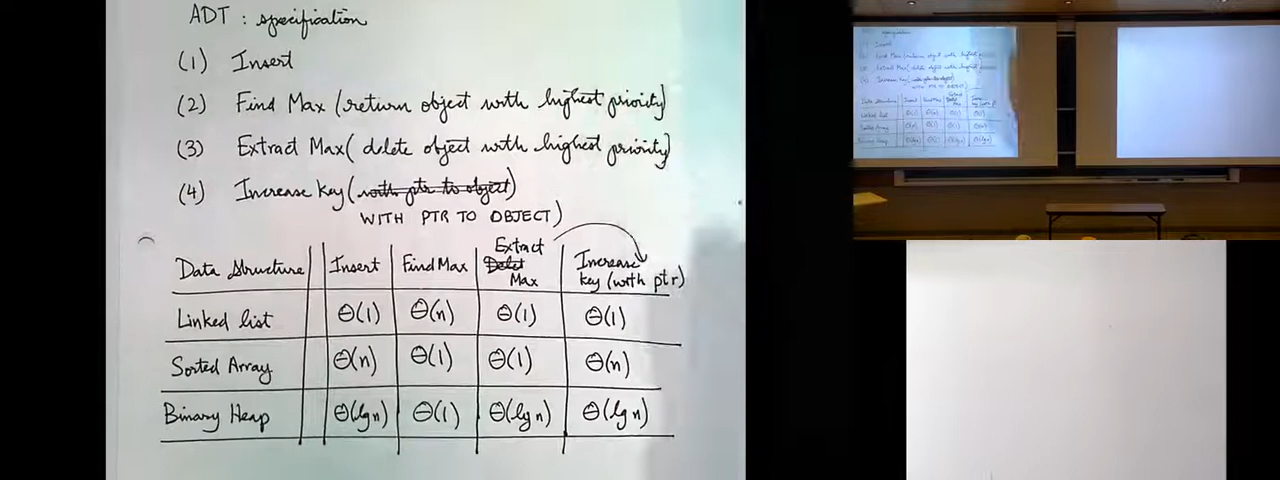 ADT : specification
(1) Insert
(2) Find Max (return object with highest priority)
(3) Extract Max( delete object with highest priority)
(4) Increase key (with ptr to object)
WITH PTR TO OBJECT)
Data Structure Insert Find Max Extract Delet Max Increase key (with ptr)
Linked list Θ(1) Θ(n) Θ(1) Θ(1)
Sorted Array Θ(n) Θ(1) Θ(1) Θ(n)
Binary Heap Θ(lg n) Θ(1) Θ(lg n) Θ(lg n)